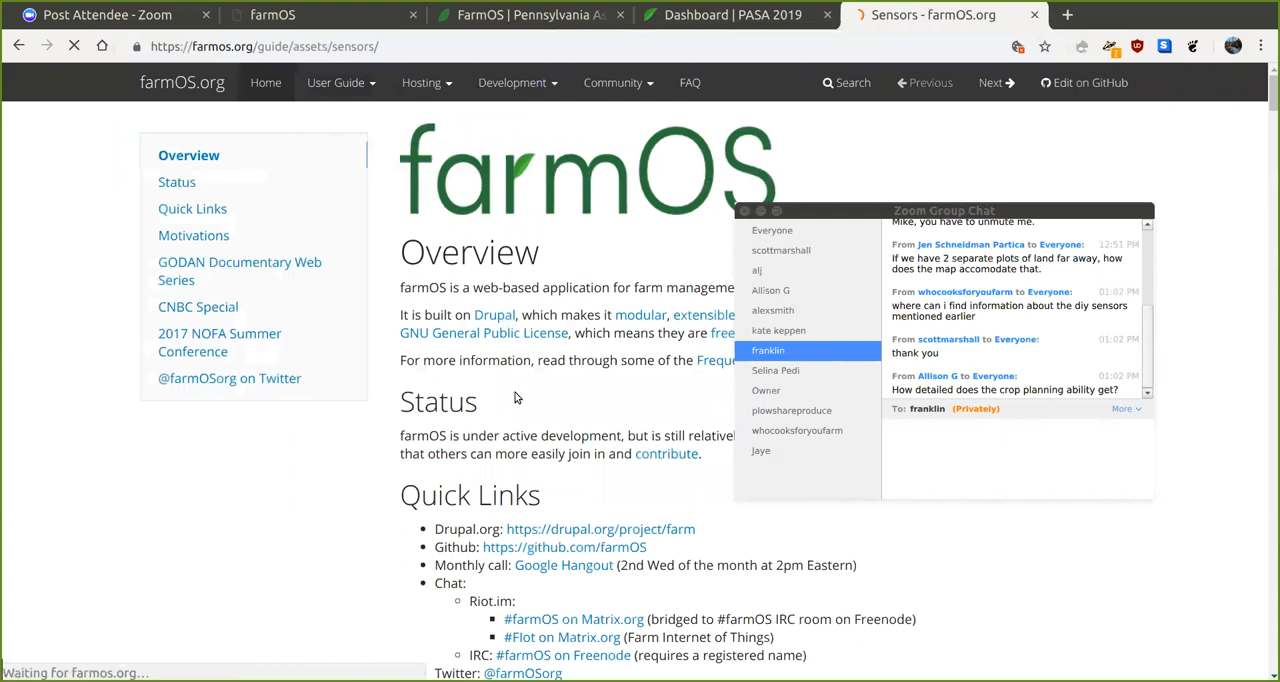 Post Attendee - Zoom
farmOS
FarmOS | Pennsylvania As
Dashboard | PASA 2019
Sensors - farmOS.org
https://farmos.org/guide/assets/sensors/
farmOS.org
Home
User Guide
Hosting
Development
Community
FAQ
Search
Previous
Next
Edit on GitHub
Overview
Status
Quick Links
Motivations
GODAN Documentary Web
Series
CNBC Special
2017 NOFA Summer
Conference
@farmOSorg on Twitter
farmOS
Overview
farmOS is a web-based application for farm manageme
It is built on Drupal, which makes it modular, extensible
GNU General Public License, which means they are free
For more information, read through some of the Freque
Status
farmOS is under active development, but is still relative
that others can more easily join in and contribute.
Quick Links
Drupal.org: https://drupal.org/project/farm
Github: https://github.com/farmOS
Monthly call: Google Hangout (2nd Wed of the month at 2pm Eastern)
Chat:
Riot.im:
#farmOS on Matrix.org (bridged to #farmOS IRC room on Freenode)
#FIot on Matrix.org (Farm Internet of Things)
IRC: #farmOS on Freenode (requires a registered name)
Twitter: @farmOSorg
Zoom Group Chat
Everyone
scottmarshall
alj
Allison G
alexsmith
kate keppen
franklin
Selina Pedi
Owner
plowshareproduce
whocooksforyoufarm
Jaye
Mike, you have to unmute me.
From Jen Schneidman Partica to Everyone: 12:51 PM
If we have 2 separate plots of land far away, how
does the map accomodate that.
From whocooksforyoufarm to Everyone: 01:02 PM
where can i find information about the diy sensors
mentioned earlier
From scottmarshall to Everyone: 01:02 PM
thank you
From Allison G to Everyone: 01:02 PM
How detailed does the crop planning ability get?
To: franklin (Privately) More
Waiting for farmos.org...